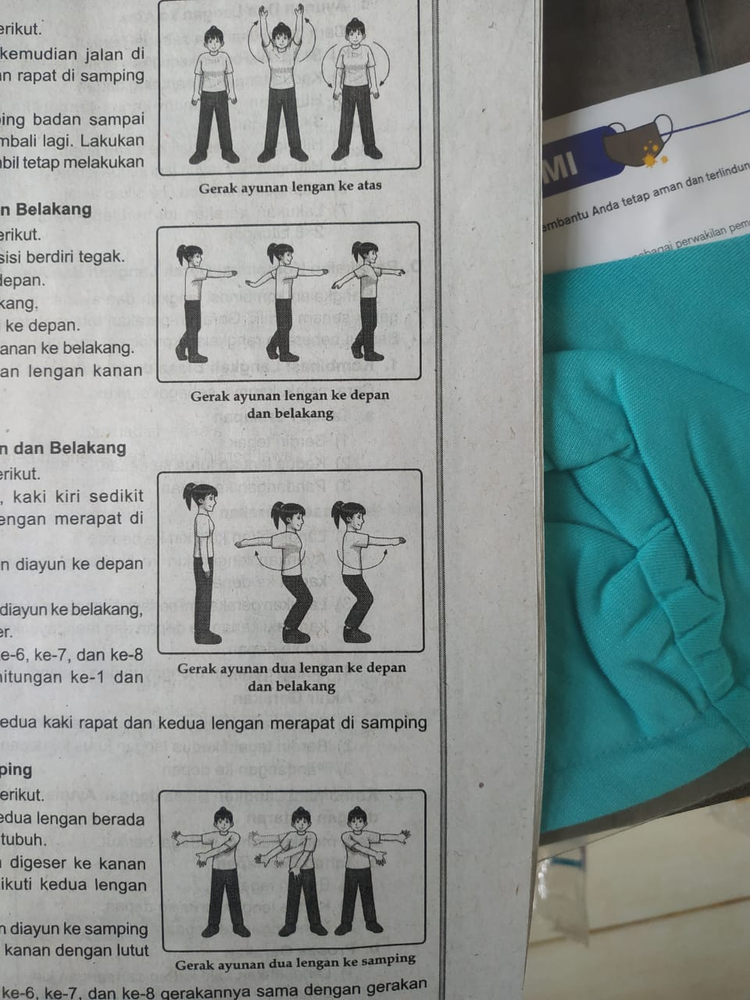 erikut.
kemudian jalan di
n rapat di samping
ing badan sampai
mbali lagi. Lakukan
bil tetap melakukan
Gerak ayunan lengan ke atas
n Belakang
erikut.
sisi berdiri tegak.
depan.
kang.
ke depan.
anan ke belakang.
an lengan kanan
Gerak ayunan lengan ke depan
dan belakang
n dan Belakang
erikut.
, kaki kiri sedikit
engan merapat di
n diayun ke depan
diayun ke belakang,
er.
ke-6, ke-7, dan ke-8
hitungan ke-1 dan
Gerak ayunan dua lengan ke depan
dan belakang
edua kaki rapat dan kedua lengan merapat di samping
ping
erikut.
edua lengan berada
tubuh.
digeser ke kanan
ikuti kedua lengan
n diayun ke samping
kanan dengan lutut
Gerak ayunan dua lengan ke samping
ke-6, ke-7, dan ke-8 gerakannya sama dengan gerakan
MI
embantu Anda tetap aman dan terlindun
sebagai perwakilan pem